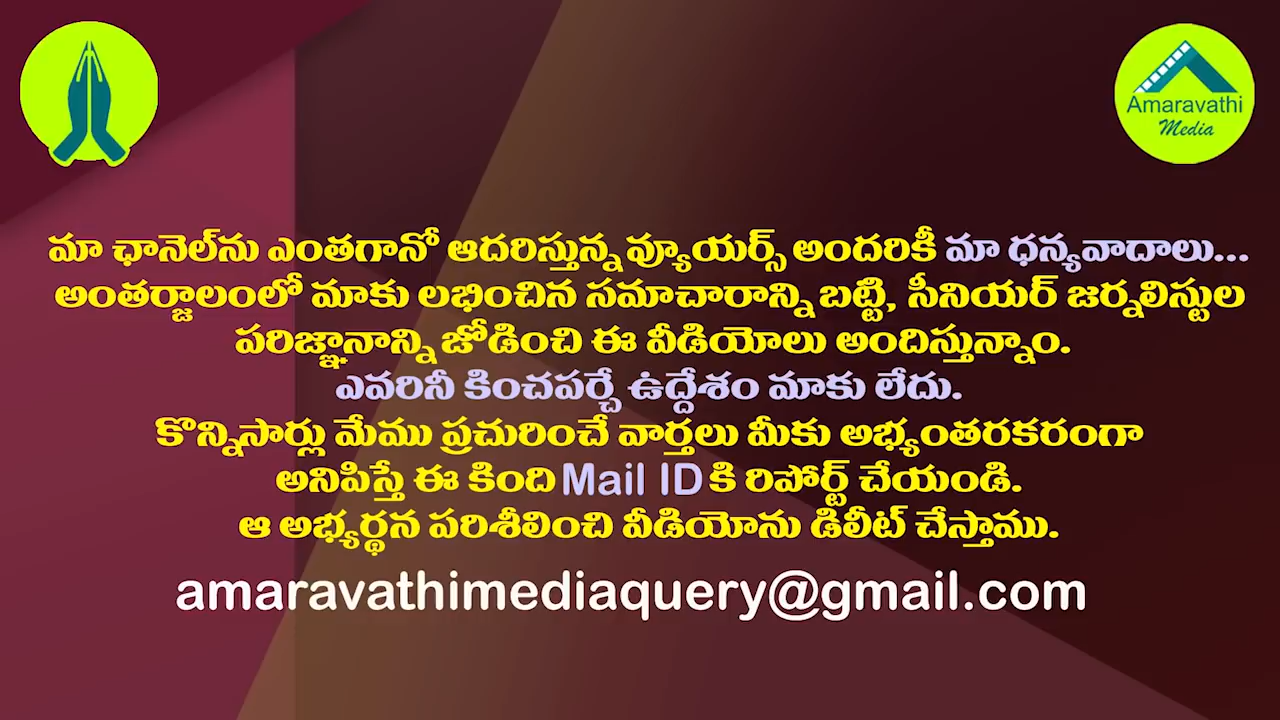 Amaravathi
Media
మా ఛానెల్‌ను ఎంతగానో ఆదరిస్తున్న వ్యూయర్స్ అందరికీ మా ధన్యవాదాలు...
అంతర్జాలంలో మాకు లభించిన సమాచారాన్ని బట్టి, సీనియర్ జర్నలిస్టుల
పరిజ్ఞానాన్ని జోడించి ఈ వీడియోలు అందిస్తున్నాం.
ఎవరినీ కించపర్చే ఉద్దేశం మాకు లేదు.
కొన్నిసార్లు మేము ప్రచురించే వార్తలు మీకు అభ్యంతరకరంగా
అనిపిస్తే ఈ కింది Mail ID కి రిపోర్ట్ చేయండి.
ఆ అభ్యర్థన పరిశీలించి వీడియోను డిలీట్ చేస్తాము.
amaravathimediaquery@gmail.com